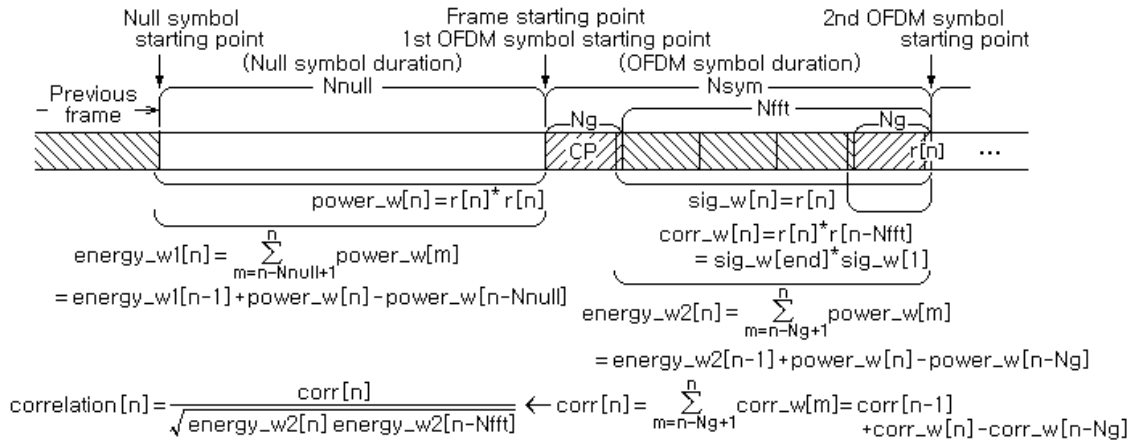 Null symbol
starting point
Frame starting point
1st OFDM symbol starting point
2nd OFDM symbol
starting point
(Null symbol duration)
(OFDM symbol duration)
Nnull
Nsym
Previous
frame
Nfft
Ng
Ng
CP
r[n]
...
power_w[n]=r[n]*r[n]
sig_w[n]=r[n]
corr_w[n]=r[n]*r[n-Nfft]
=sig_w[end]*sig_w[1]
energy_w1[n]=∑ⁿₘ₌ₙ₋Nnull₊₁ power_w[m]
=energy_w1[n-1]+power_w[n]-power_w[n-Nnull]
energy_w2[n]=∑ⁿₘ₌ₙ₋Ng₊₁ power_w[m]
=energy_w2[n-1]+power_w[n]-power_w[n-Ng]
correlation[n]=corr[n]/√energy_w2[n] energy_w2[n-Nfft] ← corr[n]=∑ⁿₘ₌ₙ₋Ng₊₁ corr_w[m]=corr[n-1]
+corr_w[n]-corr_w[n-Ng]